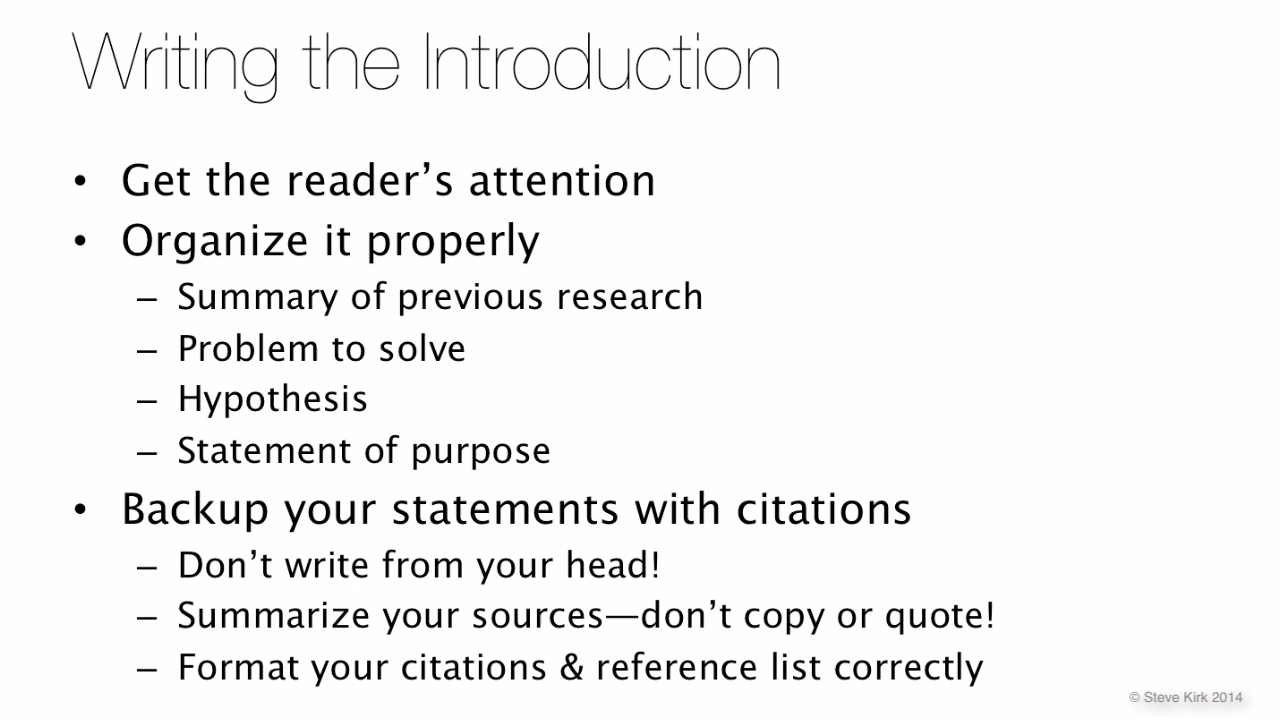 Writing the Introduction
• Get the reader’s attention
• Organize it properly
– Summary of previous research
– Problem to solve
– Hypothesis
– Statement of purpose
• Backup your statements with citations
– Don’t write from your head!
– Summarize your sources—don’t copy or quote!
– Format your citations & reference list correctly
© Steve Kirk 2014